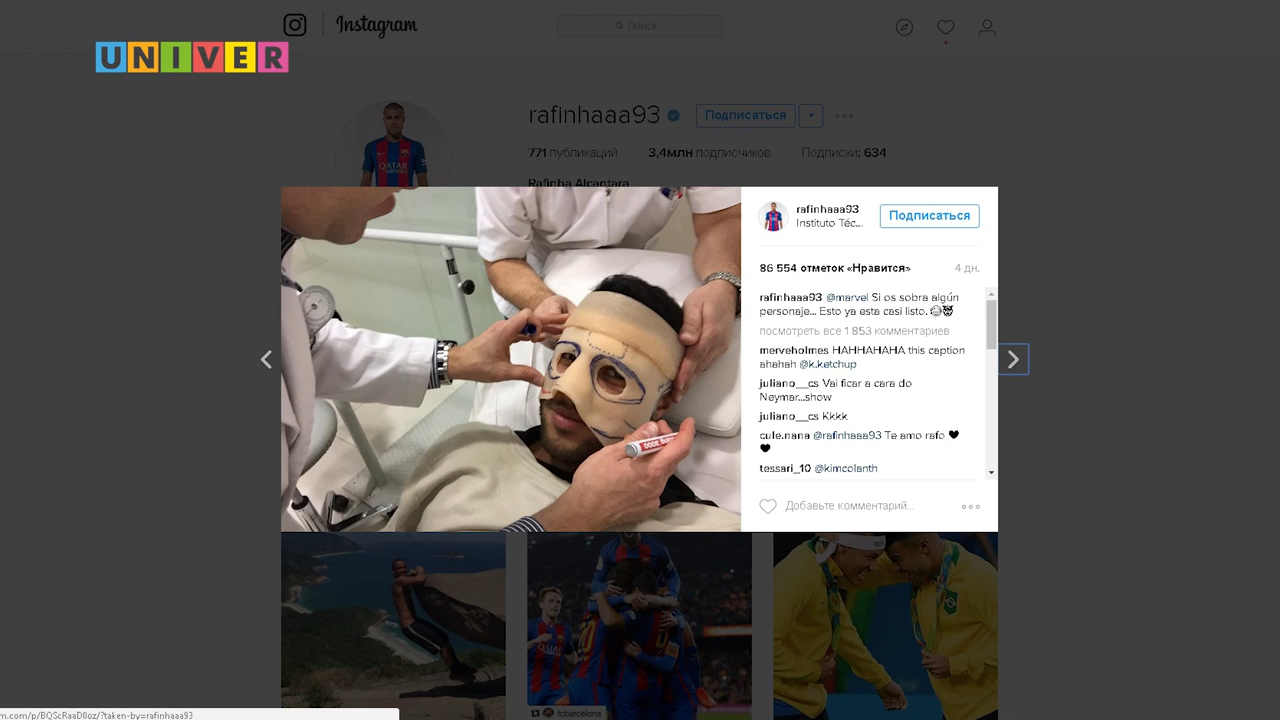 Instagram
Поиск
UNIVER
rafinhaaa93 Подписаться
771 публикаций 3,4млн подписчиков Подписки: 634
Rafinha Alcantara
QATAR
rafinhaaa93
Instituto Téc...
Подписаться
86 554 отметок «Нравится» 4 дн.
rafinhaaa93 @marvel Si os sobra algún
personaje... Esto ya esta casi listo. 😂😈
посмотреть все 1 853 комментариев
merveholmes HAHHAHAHA this caption
ahahah @k.ketchup
juliano__cs Vai ficar a cara do
Neymar...show
juliano__cs Kkkk
cule.nana @rafinhaaa93 Te amo rafo 🖤
🖤
tessari_10 @kimcolanth
Добавьте комментарий...
fcbarcelona
m.com/p/BQScRaaD0oz/?taken-by=rafinhaaa93